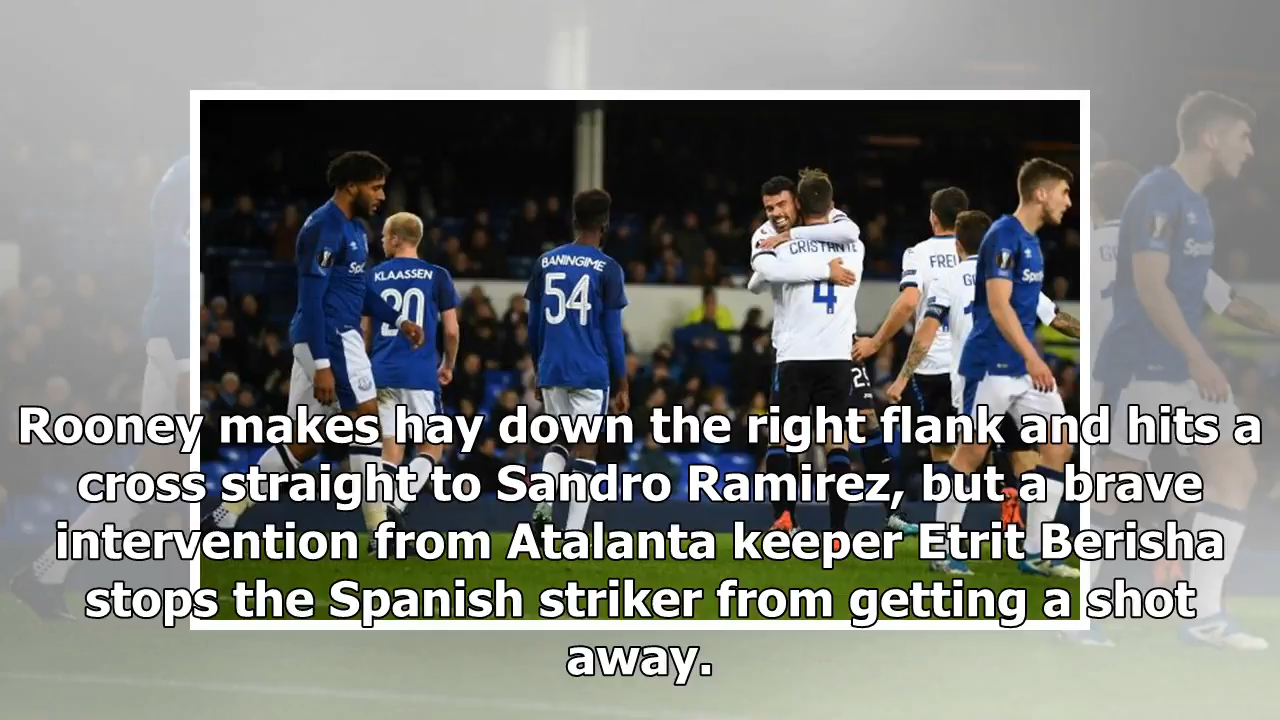 KLAASSEN
20
BANINGIME
54
CRISTANTE
4
Rooney makes hay down the right flank and hits a
cross straight to Sandro Ramirez, but a brave
intervention from Atalanta keeper Etrit Berisha
stops the Spanish striker from getting a shot
away.